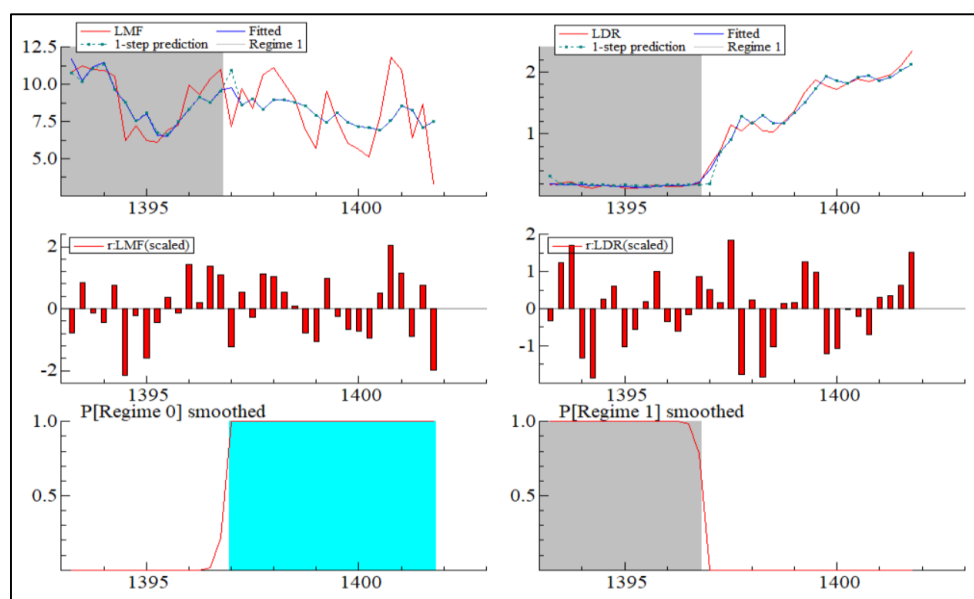 LMF Fitted
1-step prediction Regime 1
12.5
10.0
7.5
5.0
1395 1400
LDR Fitted
1-step prediction Regime 1
2
1
1395 1400
r:LMF(scaled)
2
0
-2
1395 1400
r:LDR(scaled)
2
1
0
-1
1395 1400
P[Regime 0] smoothed
1.0
0.5
1395 1400
P[Regime 1] smoothed
1.0
0.5
1395 1400